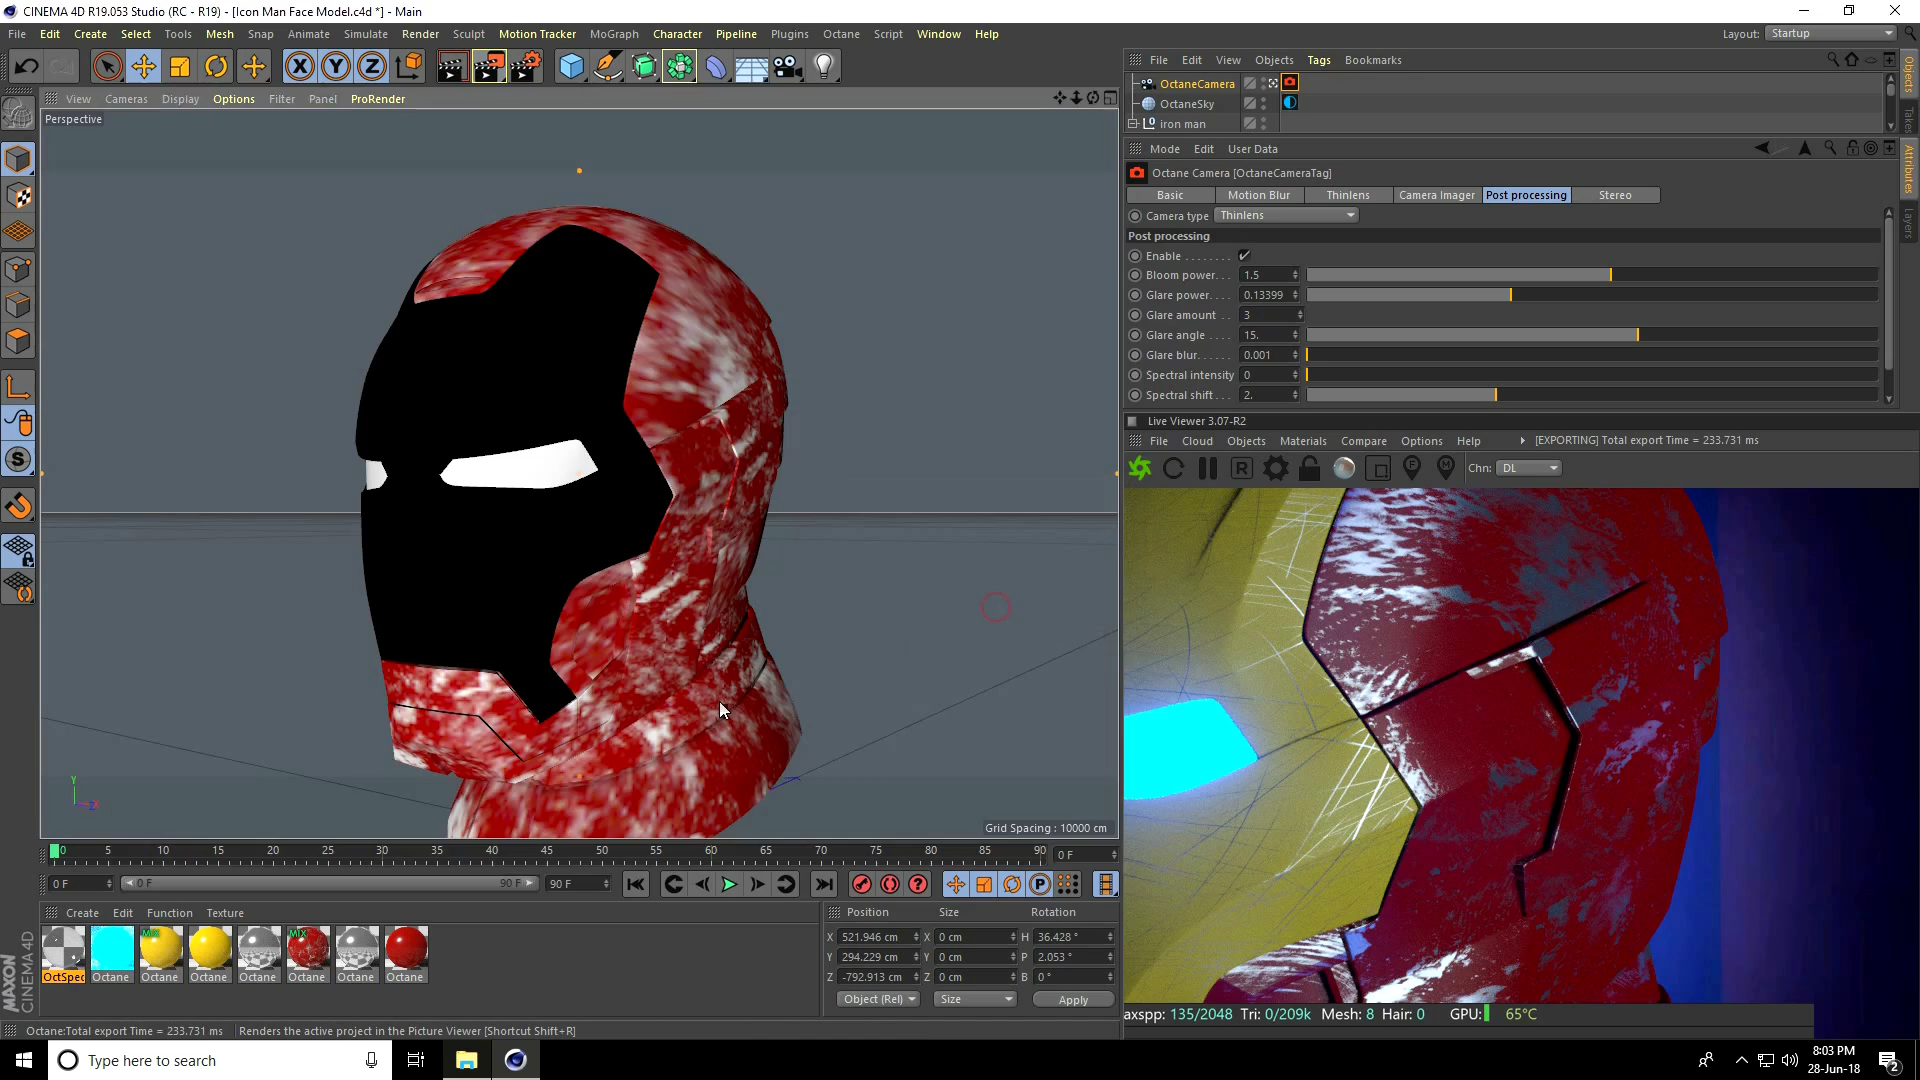 CINEMA 4D R19.053 Studio (RC - R19) - [Icon Man Face Model.c4d *] - Main
File Edit Create Select Tools Mesh Snap Animate Simulate Render Sculpt Motion Tracker MoGraph Character Pipeline Plugins Octane Script Window Help
Layout: Startup
View Cameras Display Options Filter Panel ProRender
Perspective
File Edit View Objects Tags Bookmarks
OctaneCamera
OctaneSky
iron man
Mode Edit User Data
Octane Camera [OctaneCameraTag]
Basic Motion Blur Thinlens Camera Imager Post processing Stereo
Camera type Thinlens
Post processing
Enable . . . . . . . .
Bloom power. . . 1.5
Glare power. . . . 0.13399
Glare amount . . 3
Glare angle . . . . 15.
Glare blur. . . . . . 0.001
Spectral intensity 0
Spectral shift. . . 2.
Objects
Takes
Attributes
Layers
Live Viewer 3.07-R2
File Cloud Objects Materials Compare Options Help [EXPORTING] Total export Time = 233.731 ms
Chn: DL
Grid Spacing : 10000 cm
Y
Z
0 5 10 15 20 25 30 35 40 45 50 55 60 65 70 75 80 85 90 0 F
0 F 0 F 90 F 90 F
Create Edit Function Texture
Mix Mix
OctSpec Octane Octane Octane Octane Octane Octane Octane
Position Size Rotation
X 521.946 cm X 0 cm H 36.428 °
Y 294.229 cm Y 0 cm P 2.053 °
Z -792.913 cm Z 0 cm B 0 °
Object (Rel) Size Apply
MAXON
CINEMA 4D
axspp: 135/2048 Tri: 0/209k Mesh: 8 Hair: 0 GPU: 65°C
Octane:Total export Time = 233.731 ms Renders the active project in the Picture Viewer [Shortcut Shift+R]
Type here to search
8:03 PM
28-Jun-18
2